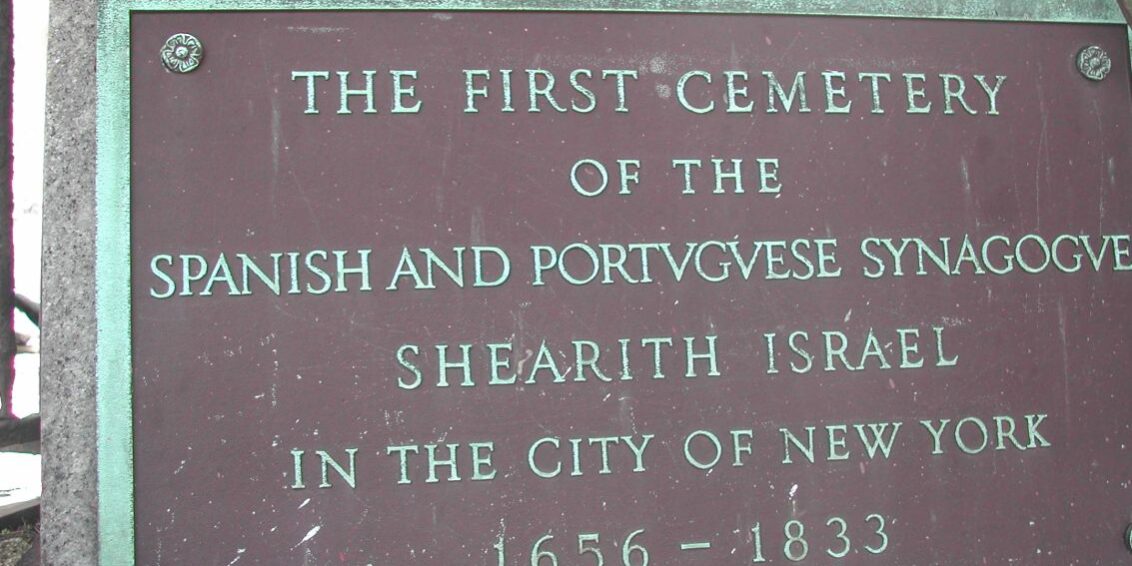 THE FIRST CEMETERY
OF THE
SPANISH AND PORTVGVESE SYNAGOGVE
SHEARITH ISRAEL
IN THE CITY OF NEW YORK
1656 – 1833